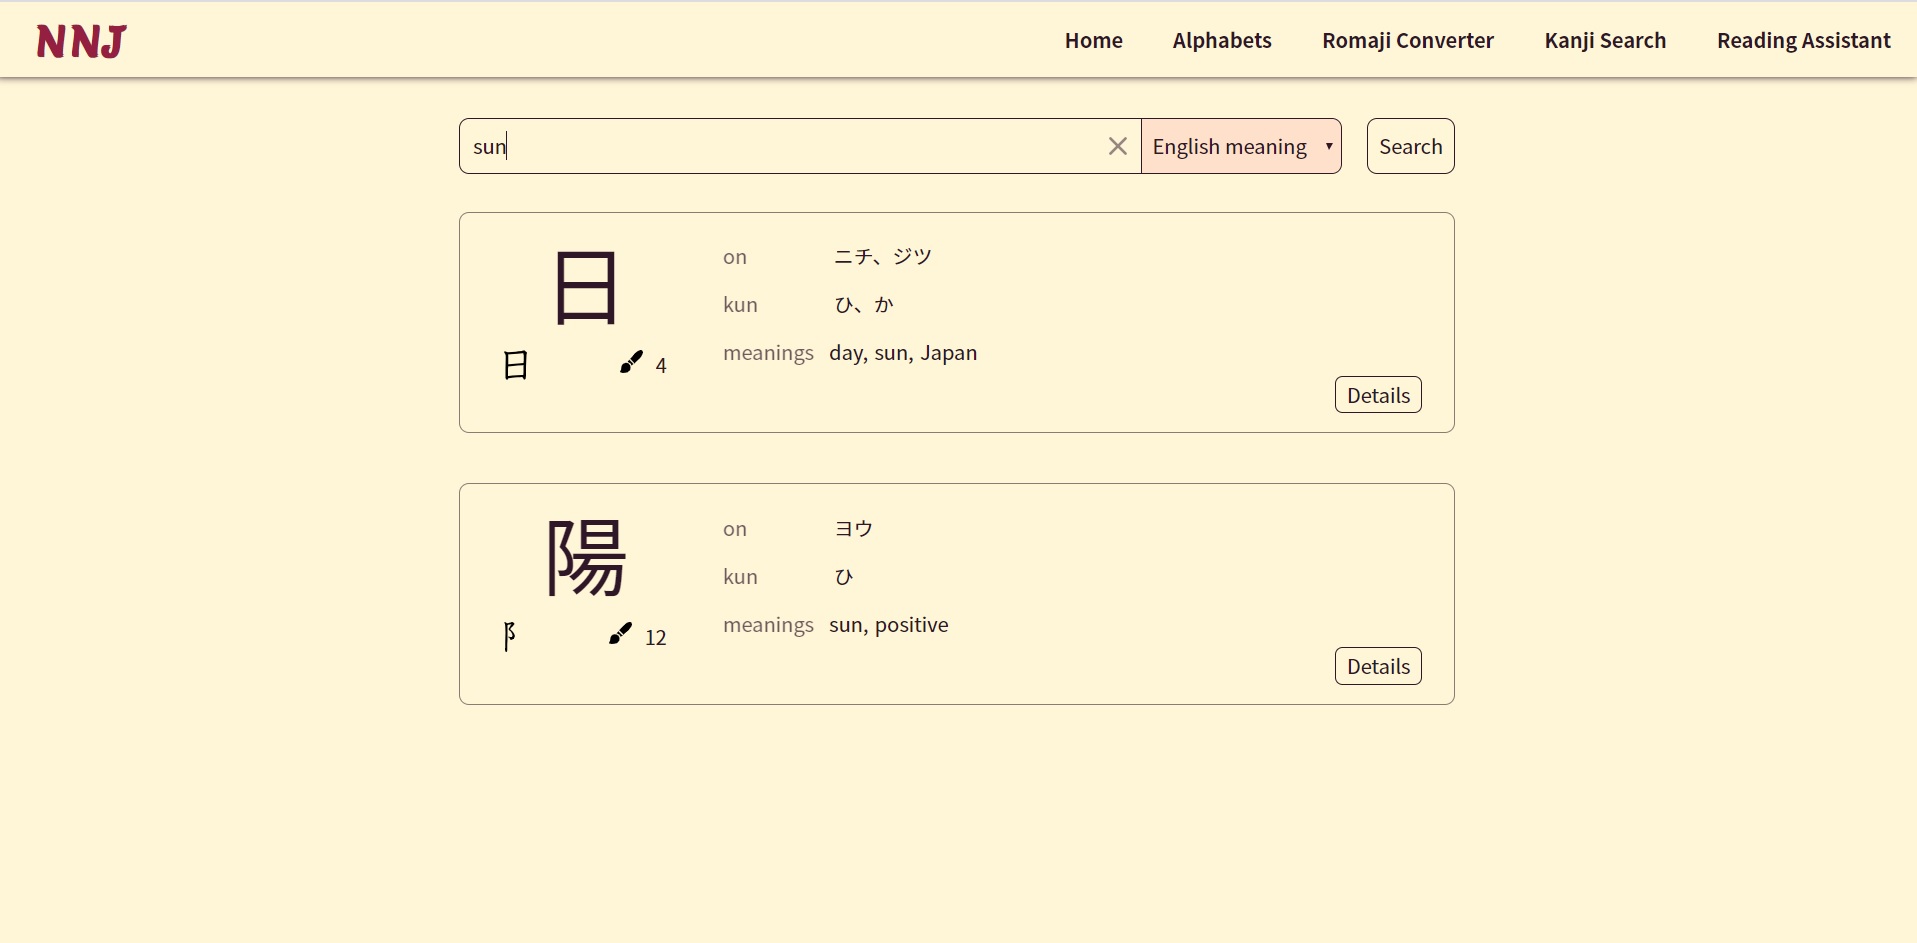 NNJ
Home Alphabets Romaji Converter Kanji Search Reading Assistant
sun English meaning Search
日
on ニチ、ジツ
kun ひ、か
meanings day, sun, Japan
日 4
Details
陽
on ヨウ
kun ひ
meanings sun, positive
阝 12
Details